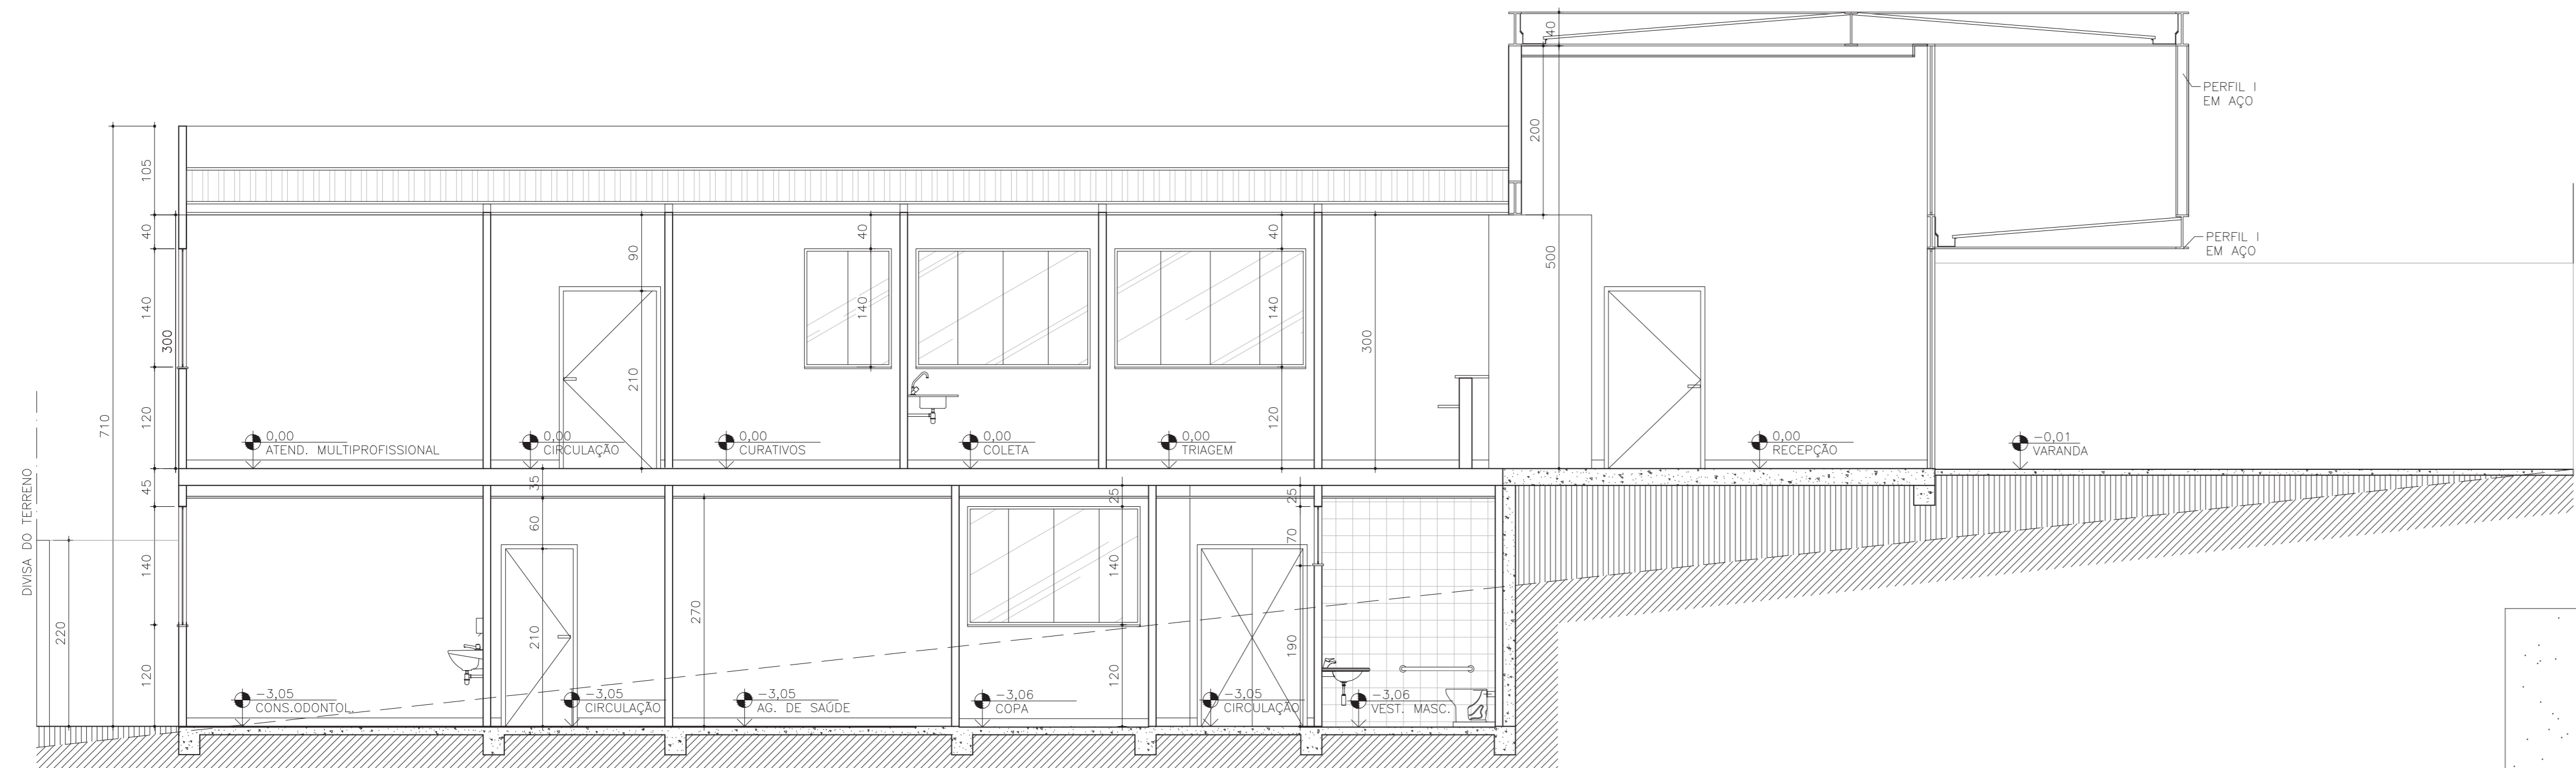 40
PERFIL I
EM AÇO
200
105
40
90
40
40
500
PERFIL I
EM AÇO
140
300
140
140
300
210
710
120
120
0,00
ATEND. MULTIPROFISSIONAL
0,00
CIRCULAÇÃO
0,00
CURATIVOS
0,00
COLETA
0,00
TRIAGEM
0,00
RECEPÇÃO
-0,01
VARANDA
DIVISA DO TERRENO
45
35
25
25
60
70
140
140
270
220
210
190
120
120
-3,05
CONS.ODONTOL.
-3,05
CIRCULAÇÃO
-3,05
AG. DE SAÚDE
-3,06
COPA
-3,05
CIRCULAÇÃO
-3,06
VEST. MASC.